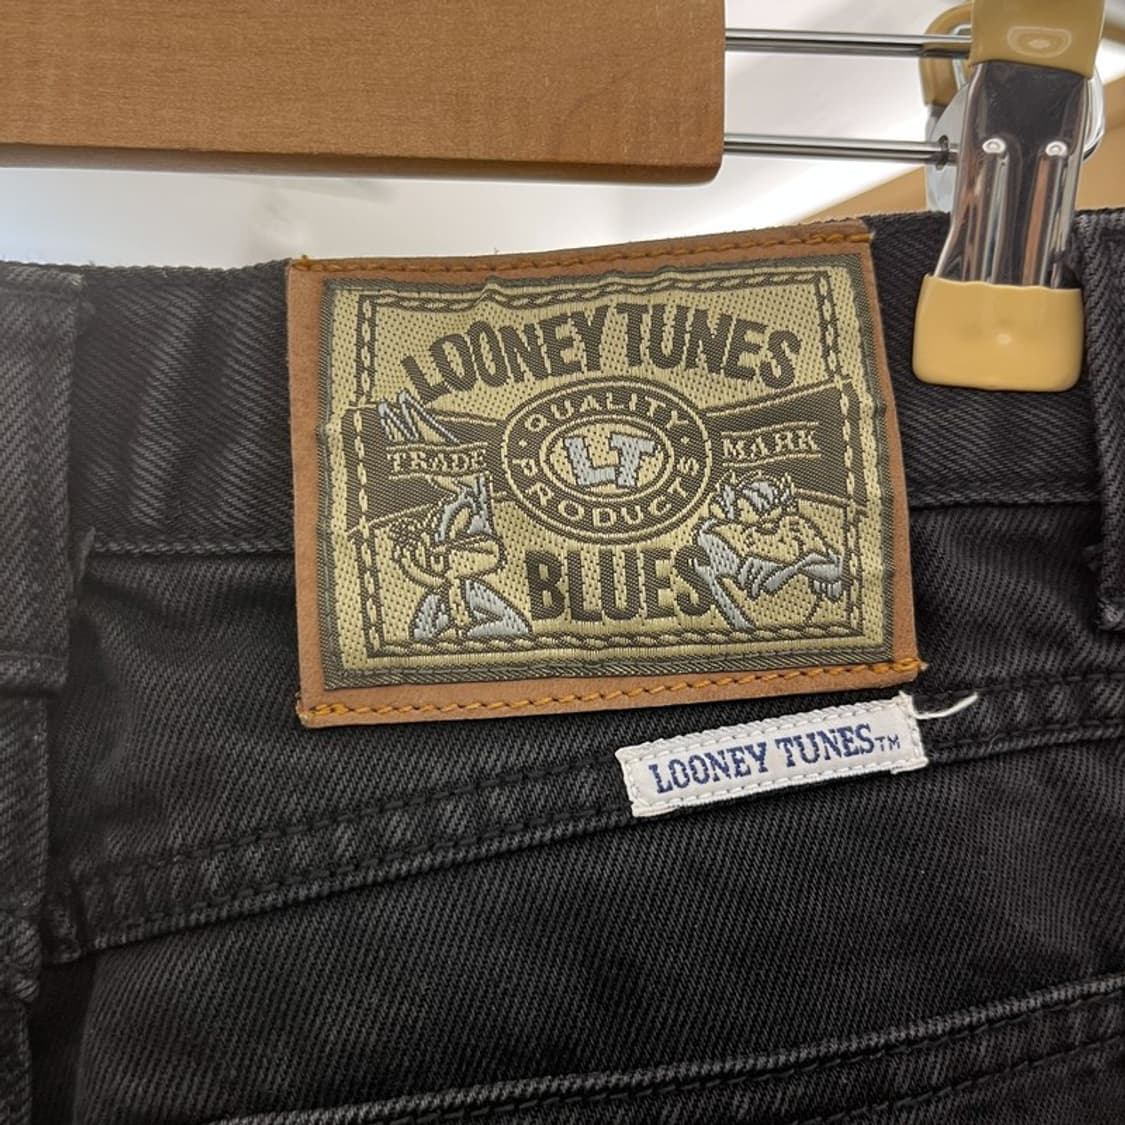 LOONEY TUNES
QUALITY
TRADE LT MARK
PRODUCTS
BLUES
LOONEY TUNES™